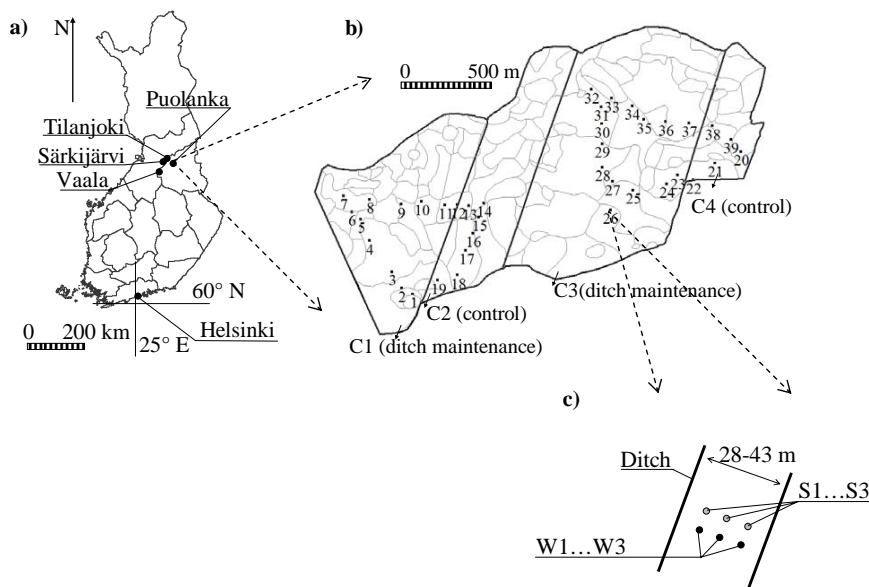 a)
N
Puolanka
Tilanjoki
Särkijärvi
Vaala
60° N
0 200 km
Helsinki
25° E
b)
0 500 m
32 33
31 34
30 35 36 37 38
29 39 20
28 21
27 25 24 23 22
26
7 8
6 9 10 11 12 13 14
5 15
4 16
17
3 19 18
2 1
C4 (control)
C3(ditch maintenance)
C2 (control)
C1 (ditch maintenance)
c)
28-43 m
Ditch
S1...S3
W1...W3